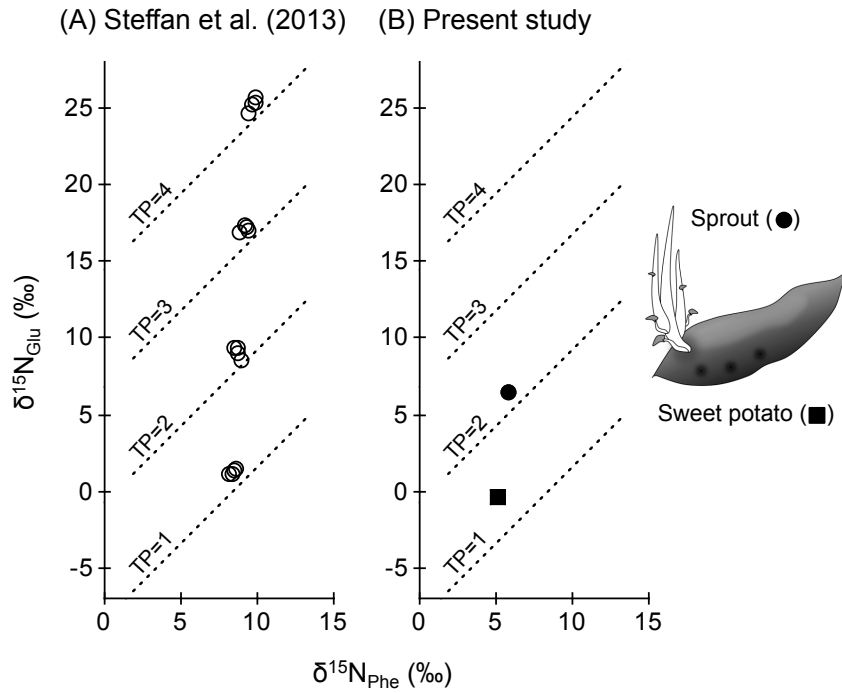 (A) Steffan et al. (2013)
(B) Present study
25
20
15
10
5
0
-5
δ¹⁵N_Glu (‰)
TP=4
TP=3
TP=2
TP=1
0 5 10 15
25
20
15
10
5
0
-5
TP=4
TP=3
TP=2
TP=1
0 5 10 15
Sprout (●)
Sweet potato (■)
δ¹⁵N_Phe (‰)